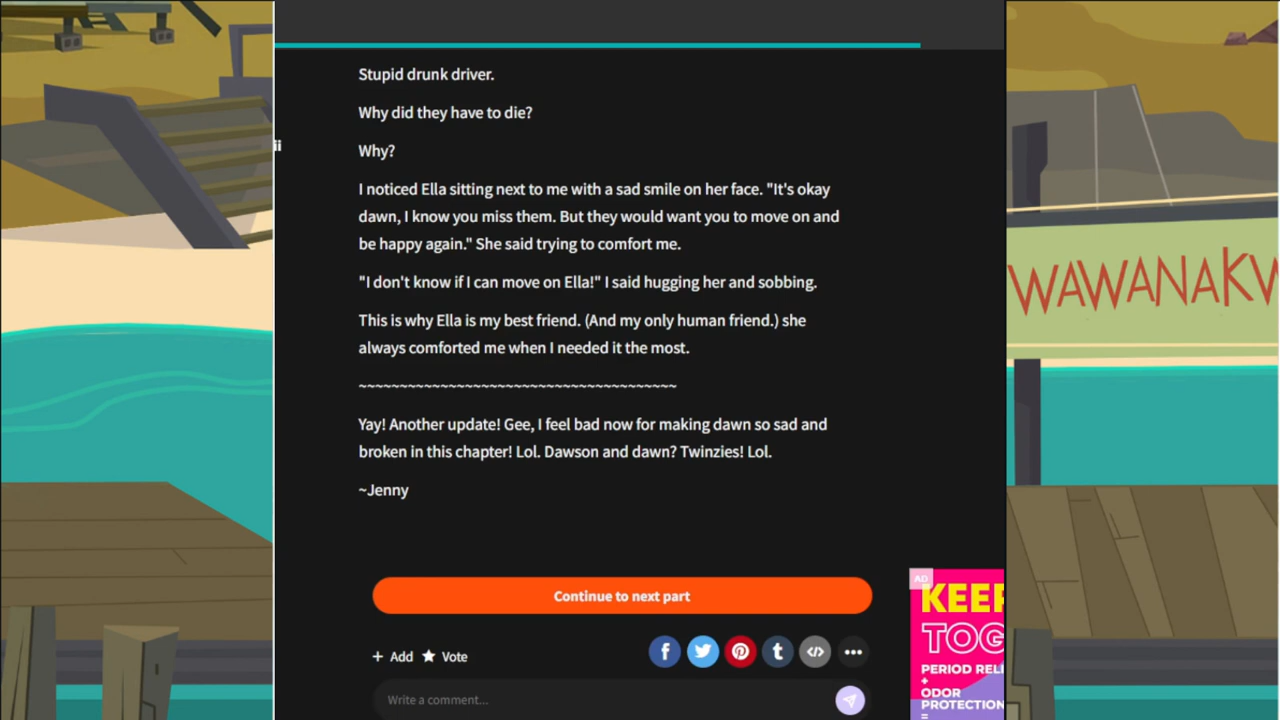 Stupid drunk driver.
Why did they have to die?
Why?
ii
I noticed Ella sitting next to me with a sad smile on her face. "It's okay
dawn, I know you miss them. But they would want you to move on and
be happy again." She said trying to comfort me.
"I don't know if I can move on Ella!" I said hugging her and sobbing.
This is why Ella is my best friend. (And my only human friend.) she
always comforted me when I needed it the most.
~~~~~~~~~~~~~~~~~~~~~~~~~~~~~~~~~~~~~~~
Yay! Another update! Gee, I feel bad now for making dawn so sad and
broken in this chapter! Lol. Dawson and dawn? Twinzies! Lol.
~Jenny
WAWANAKW
Continue to next part
+ Add ★ Vote
f t </> •••
Write a comment...
AD
KEEP
TOG
PERIOD RELI
+
ODOR
PROTECTION
=